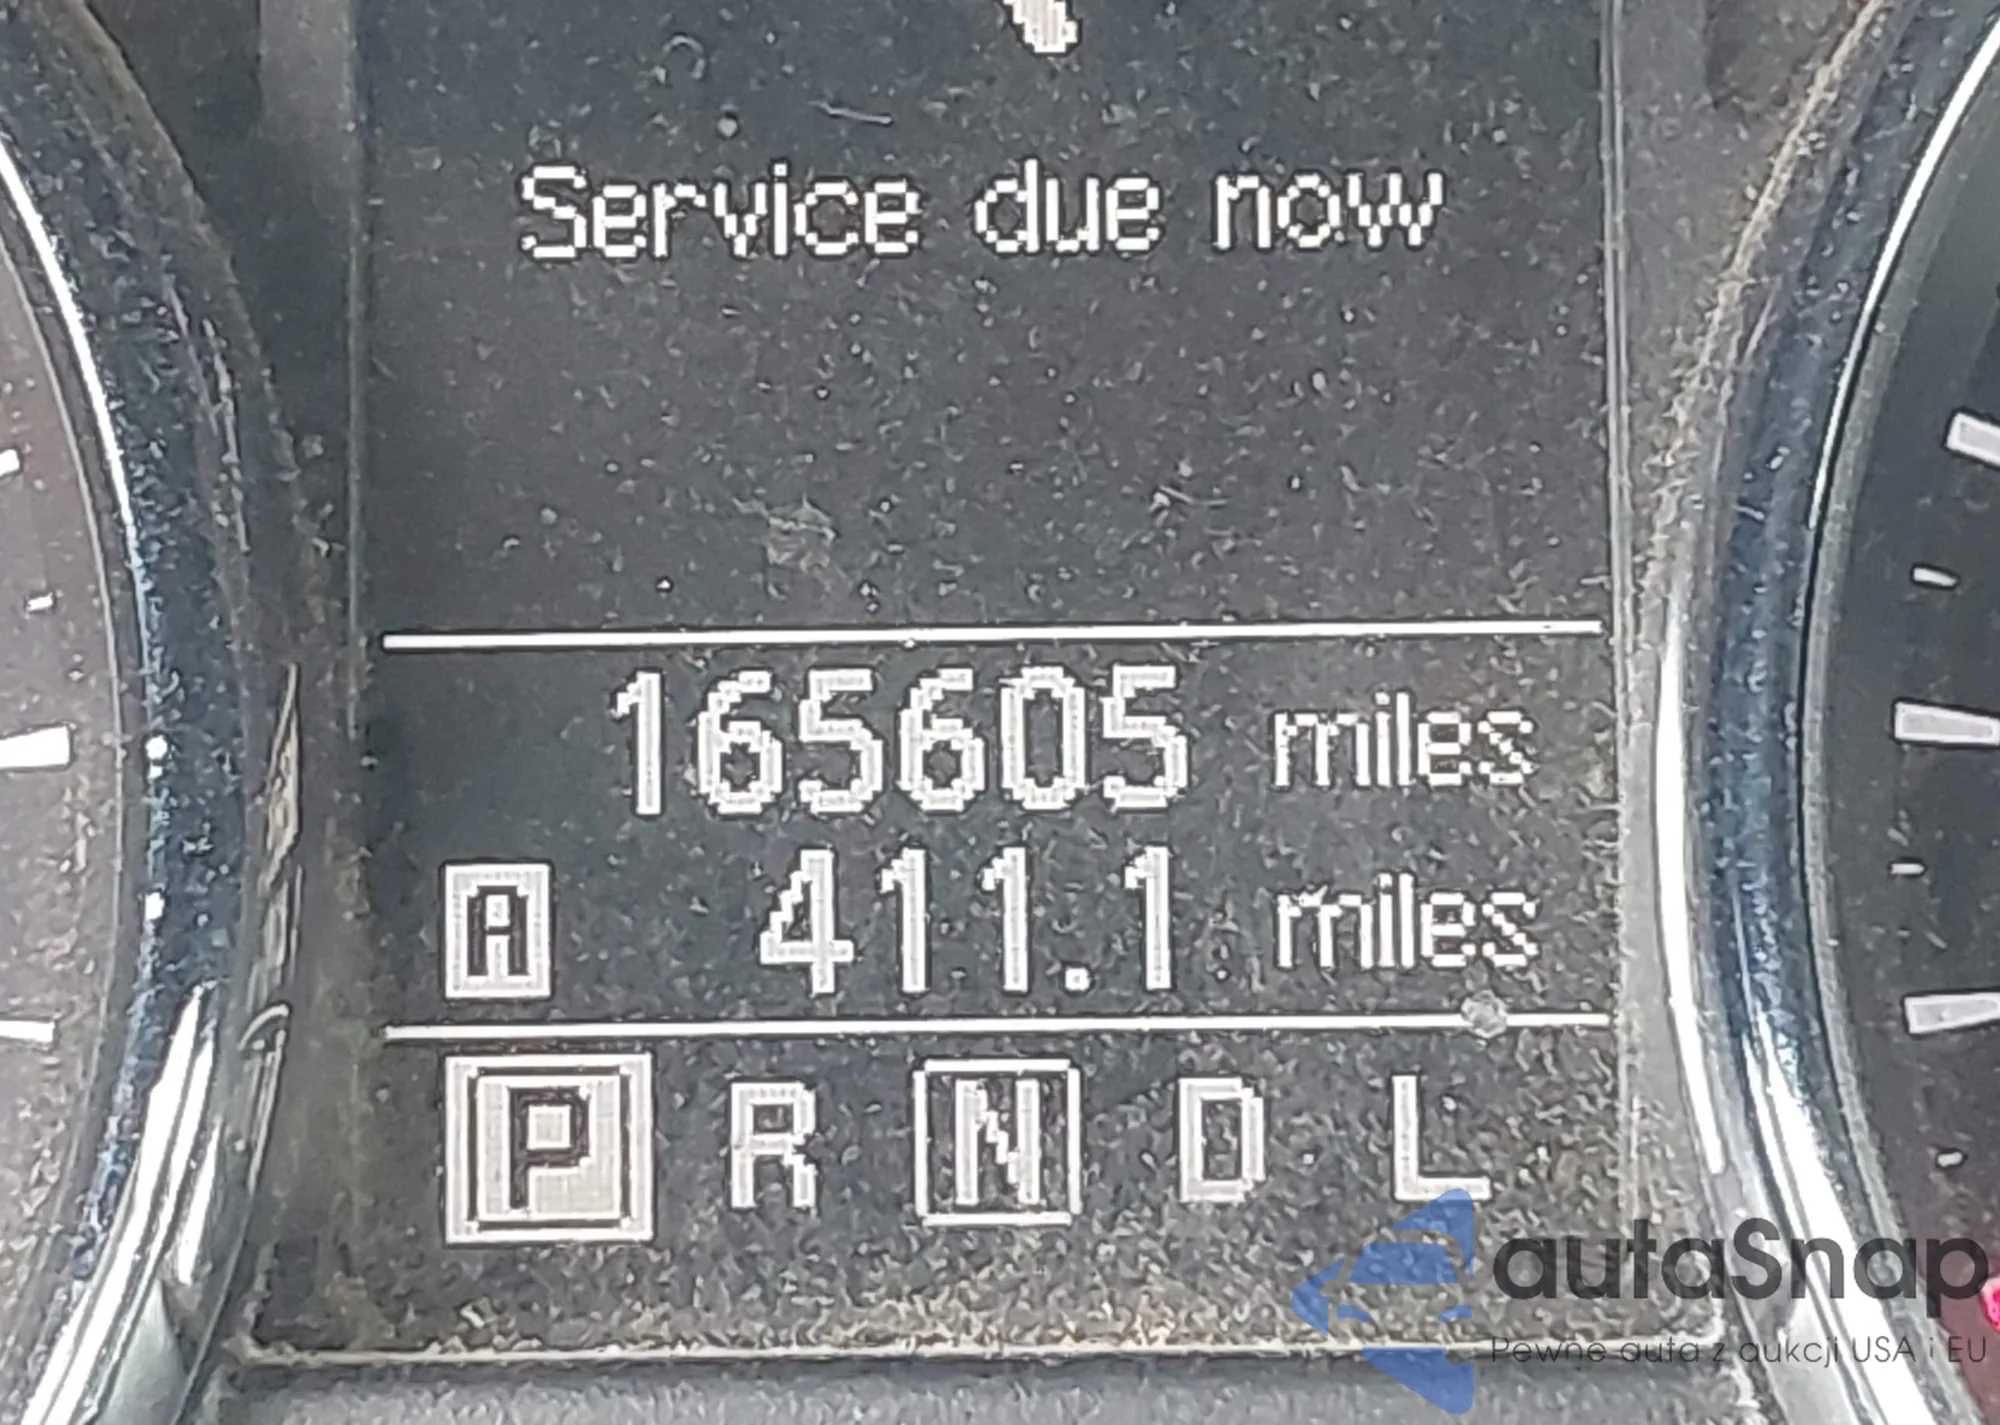 Service due now
165605 miles
A 411.1 miles
P R N D L
autaSnap
Pewne auta z aukcji USA i EU